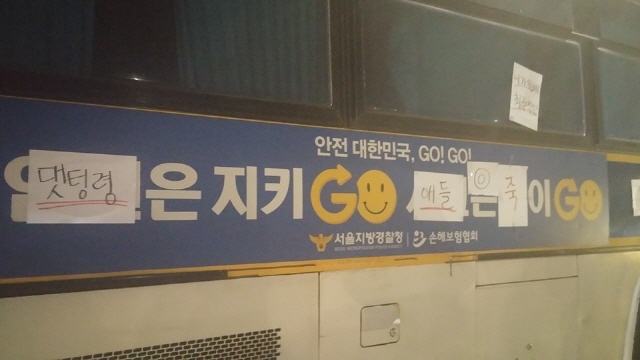 안전 대한민국, GO! GO!
댓텅령은 지키GO 애들은 죽이GO
서울지방경찰청 손해보험협회